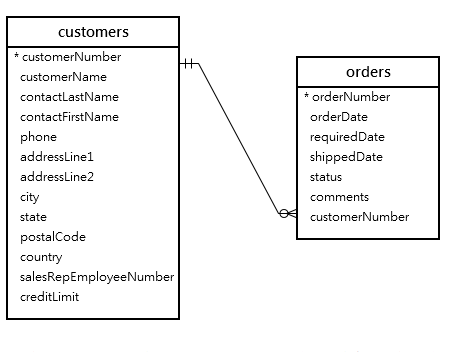 customers
* customerNumber
customerName
contactLastName
contactFirstName
phone
addressLine1
addressLine2
city
state
postalCode
country
salesRepEmployeeNumber
creditLimit
orders
* orderNumber
orderDate
requiredDate
shippedDate
status
comments
customerNumber